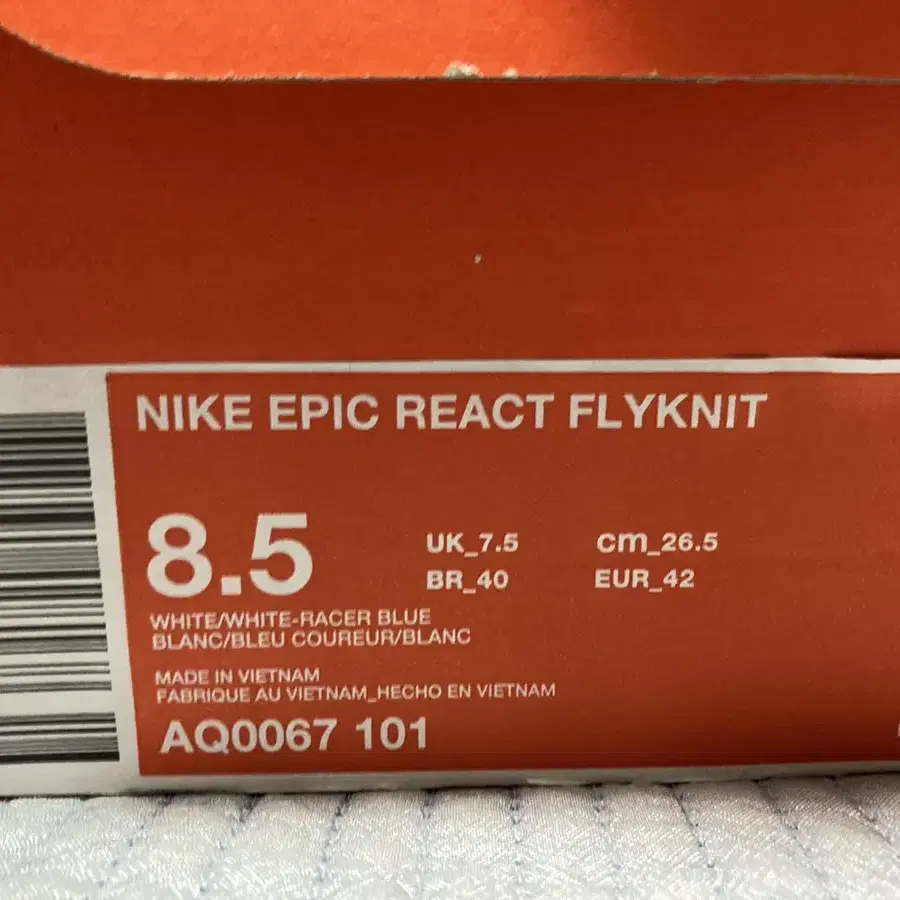 NIKE EPIC REACT FLYKNIT
8.5
UK_7.5 cm_26.5
BR_40 EUR_42
WHITE/WHITE-RACER BLUE
BLANC/BLEU COUREUR/BLANC
MADE IN VIETNAM
FABRIQUE AU VIETNAM_HECHO EN VIETNAM
AQ0067 101